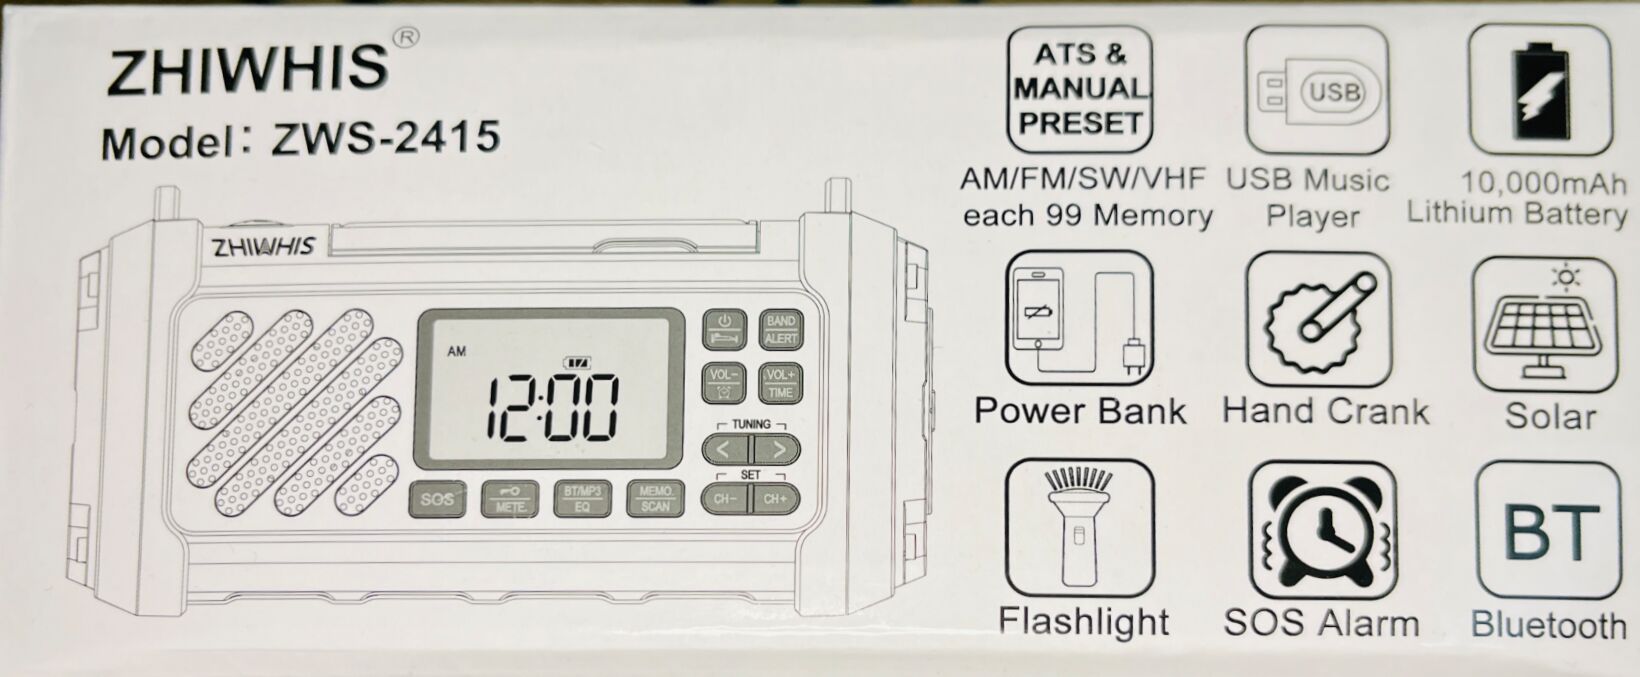 ZHIWHIS®
Model: ZWS-2415
ZHIWHIS
AM
12:00
BAND
ALERT
VOL-
VOL+
TIME
TUNING
< >
SET
CH- CH+
SOS
METE.
BT/MP3
EQ
MEMO.
SCAN
ATS &
MANUAL
PRESET
AM/FM/SW/VHF
each 99 Memory
USB
USB Music
Player
10,000mAh
Lithium Battery
Power Bank
Hand Crank
Solar
Flashlight
SOS Alarm
BT
Bluetooth